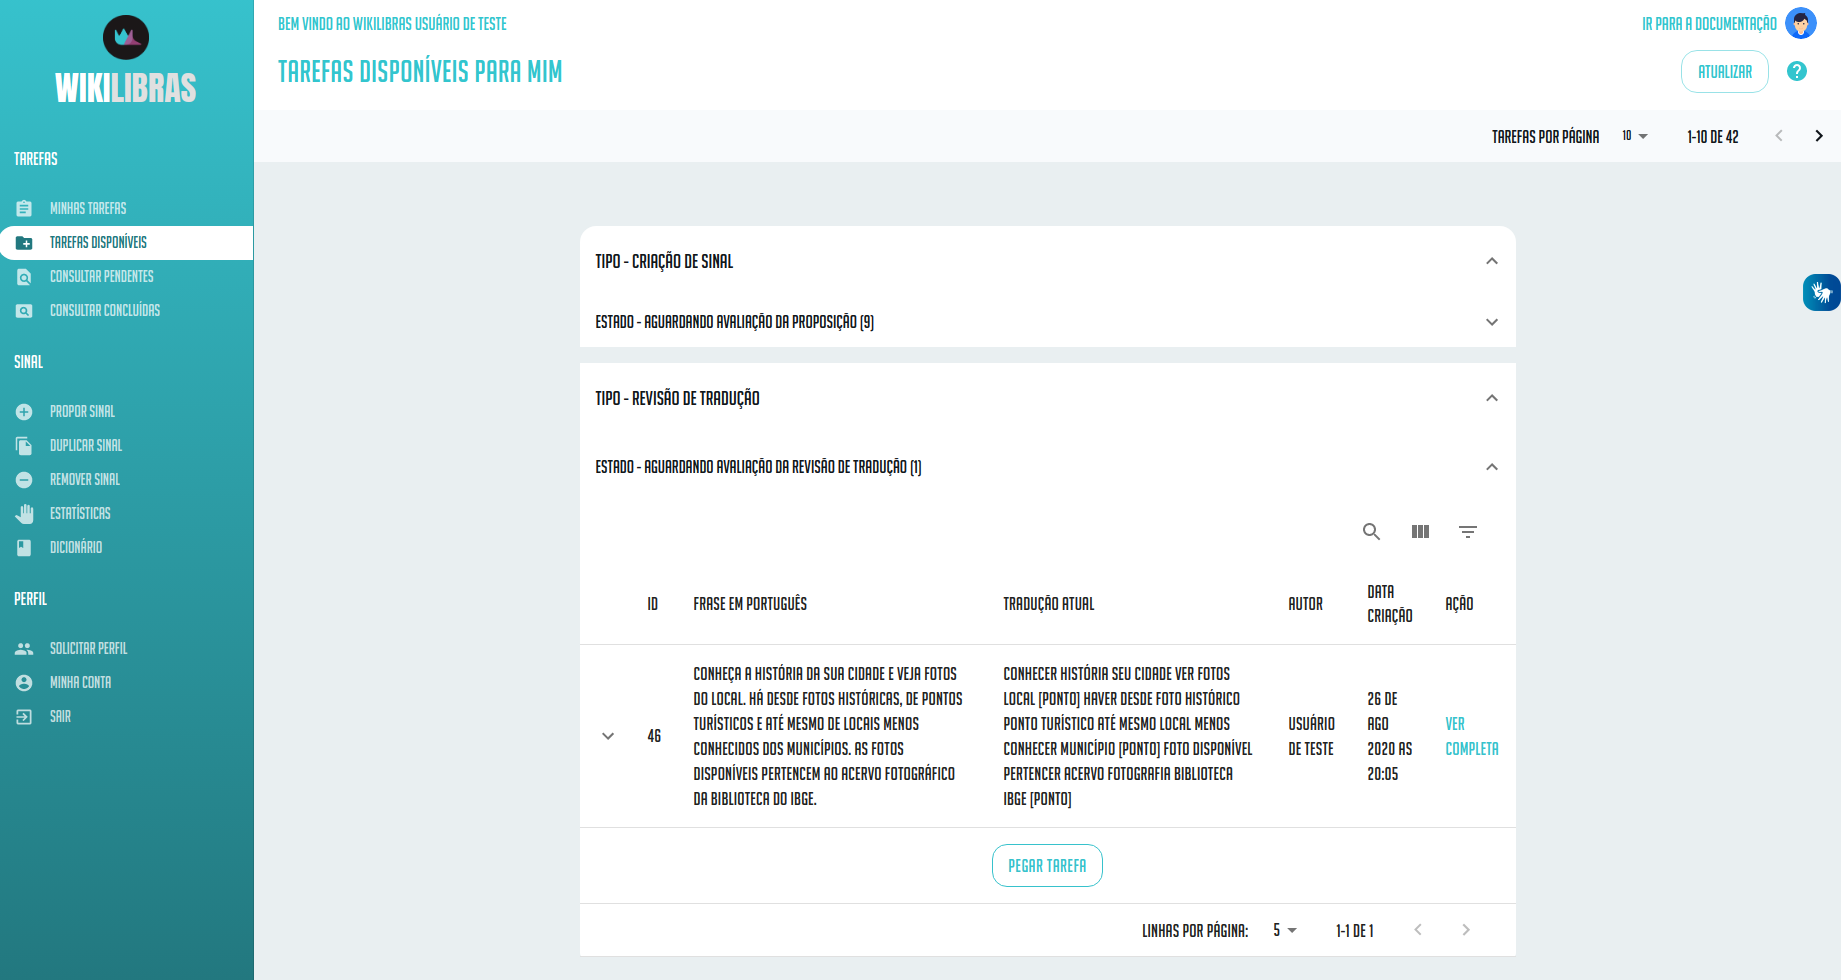 WIKILIBRAS
TAREFAS
MINHAS TAREFAS
TAREFAS DISPONÍVEIS
CONSULTAR PENDENTES
CONSULTAR CONCLUÍDAS
SINAL
PROPOR SINAL
DUPLICAR SINAL
REMOVER SINAL
ESTATÍSTICAS
DICIONÁRIO
PERFIL
SOLICITAR PERFIL
MINHA CONTA
SAIR
BEM VINDO AO WIKILIBRAS USUÁRIO DE TESTE
IR PARA A DOCUMENTAÇÃO
TAREFAS DISPONÍVEIS PARA MIM
ATUALIZAR
?
TAREFAS POR PÁGINA 10 1-10 DE 42
TIPO - CRIAÇÃO DE SINAL
ESTADO - AGUARDANDO AVALIAÇÃO DA PROPOSIÇÃO (9)
TIPO - REVISÃO DE TRADUÇÃO
ESTADO - AGUARDANDO AVALIAÇÃO DA REVISÃO DE TRADUÇÃO (1)
ID
FRASE EM PORTUGUÊS
TRADUÇÃO ATUAL
AUTOR
DATA
CRIAÇÃO
AÇÃO
46
CONHEÇA A HISTÓRIA DA SUA CIDADE E VEJA FOTOS
DO LOCAL. HÁ DESDE FOTOS HISTÓRICAS, DE PONTOS
TURÍSTICOS E ATÉ MESMO DE LOCAIS MENOS
CONHECIDOS DOS MUNICÍPIOS. AS FOTOS
DISPONÍVEIS PERTENCEM AO ACERVO FOTOGRÁFICO
DA BIBLIOTECA DO IBGE.
CONHECER HISTÓRIA SEU CIDADE VER FOTOS
LOCAL [PONTO] HAVER DESDE FOTO HISTÓRICO
PONTO TURÍSTICO ATÉ MESMO LOCAL MENOS
CONHECER MUNICÍPIO [PONTO] FOTO DISPONÍVEL
PERTENCER ACERVO FOTOGRAFIA BIBLIOTECA
IBGE [PONTO]
USUÁRIO
DE TESTE
26 DE
AGO
2020 AS
20:05
VER
COMPLETA
PEGAR TAREFA
LINHAS POR PÁGINA: 5 1-1 DE 1